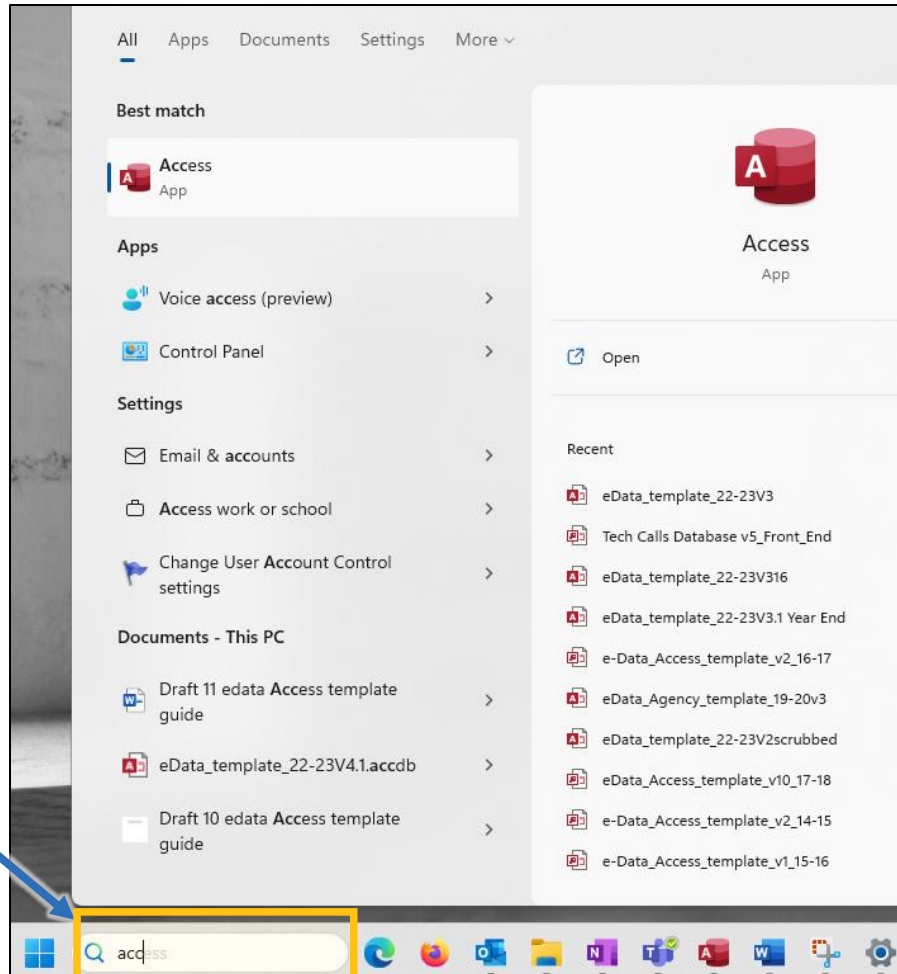 All Apps Documents Settings More
Best match
Access
App
Apps
Voice access (preview)
Control Panel
Settings
Email & accounts
Access work or school
Change User Account Control
settings
Documents - This PC
Draft 11 edata Access template
guide
eData_template_22-23V4.1.accdb
Draft 10 edata Access template
guide
A
Access
App
Open
Recent
eData_template_22-23V3
Tech Calls Database v5_Front_End
eData_template_22-23V316
eData_template_22-23V3.1 Year End
e-Data_Access_template_v2_16-17
eData_Agency_template_19-20v3
eData_template_22-23V2scrubbed
eData_Access_template_v10_17-18
e-Data_Access_template_v2_14-15
e-Data_Access_template_v1_15-16
access